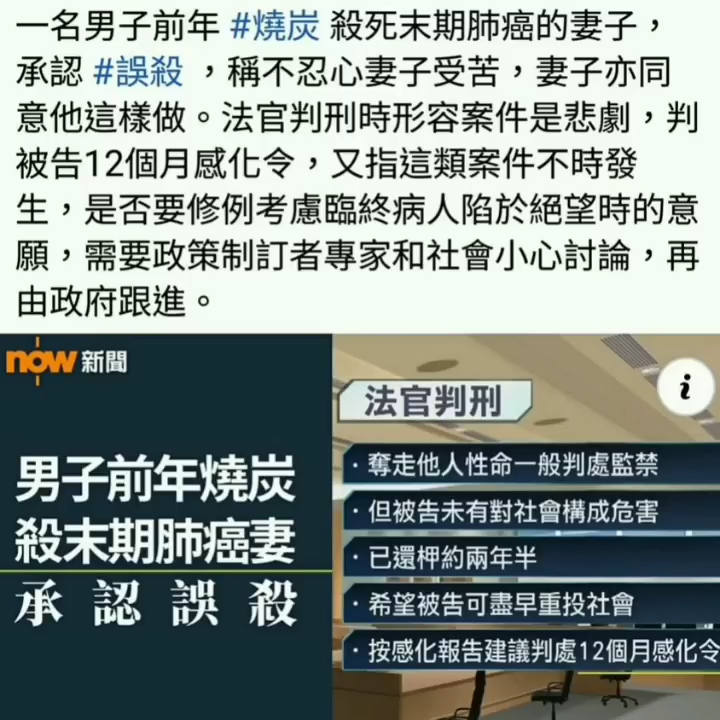 一名男子前年 #燒炭 殺死末期肺癌的妻子，
承認 #誤殺 ，稱不忍心妻子受苦，妻子亦同
意他這樣做。法官判刑時形容案件是悲劇，判
被告12個月感化令，又指這類案件不時發
生，是否要修例考慮臨終病人陷於絕望時的意
願，需要政策制訂者專家和社會小心討論，再
由政府跟進。
now 新聞
男子前年燒炭
殺末期肺癌妻
承認誤殺
i
法官判刑
· 奪走他人性命一般判處監禁
· 但被告未有對社會構成危害
· 已還柙約兩年半
· 希望被告可盡早重投社會
· 按感化報告建議判處12個月感化令